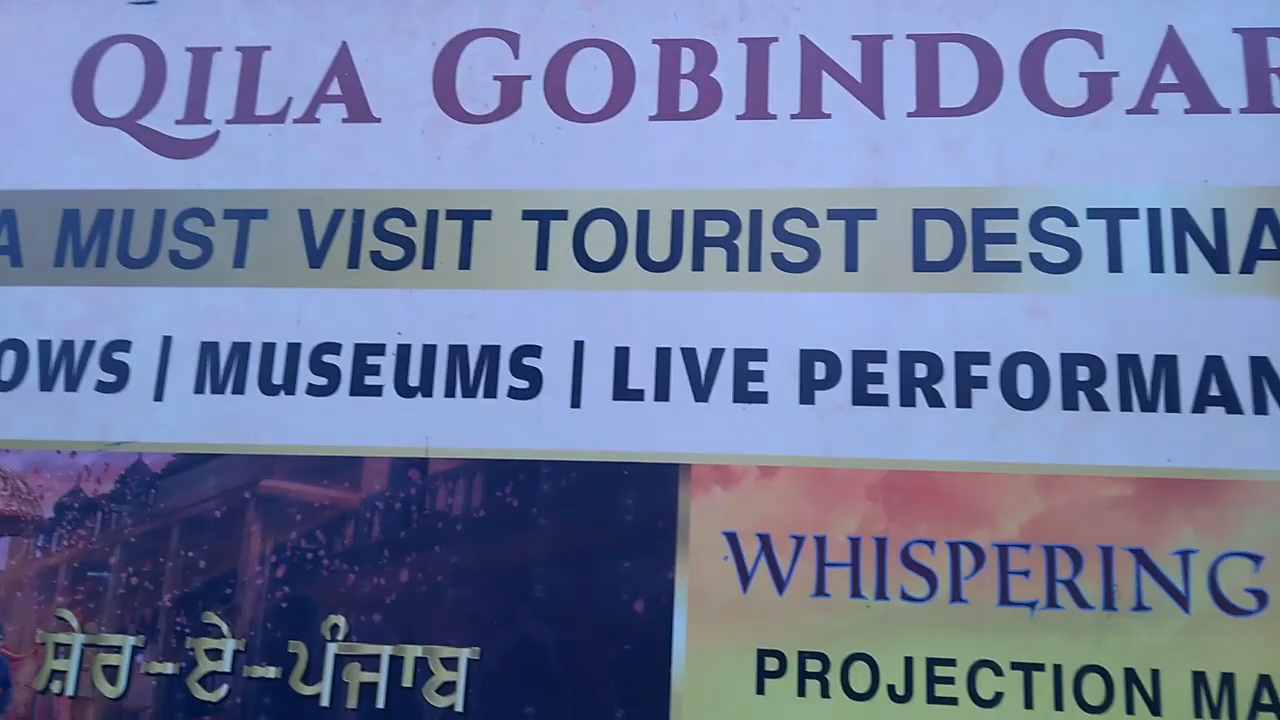 QILA GOBINDGAR
A MUST VISIT TOURIST DESTINA
OWS | MUSEUMS | LIVE PERFORMAN
ਸ਼ੇਰ-ਏ-ਪੰਜਾਬ
WHISPERING
PROJECTION MA